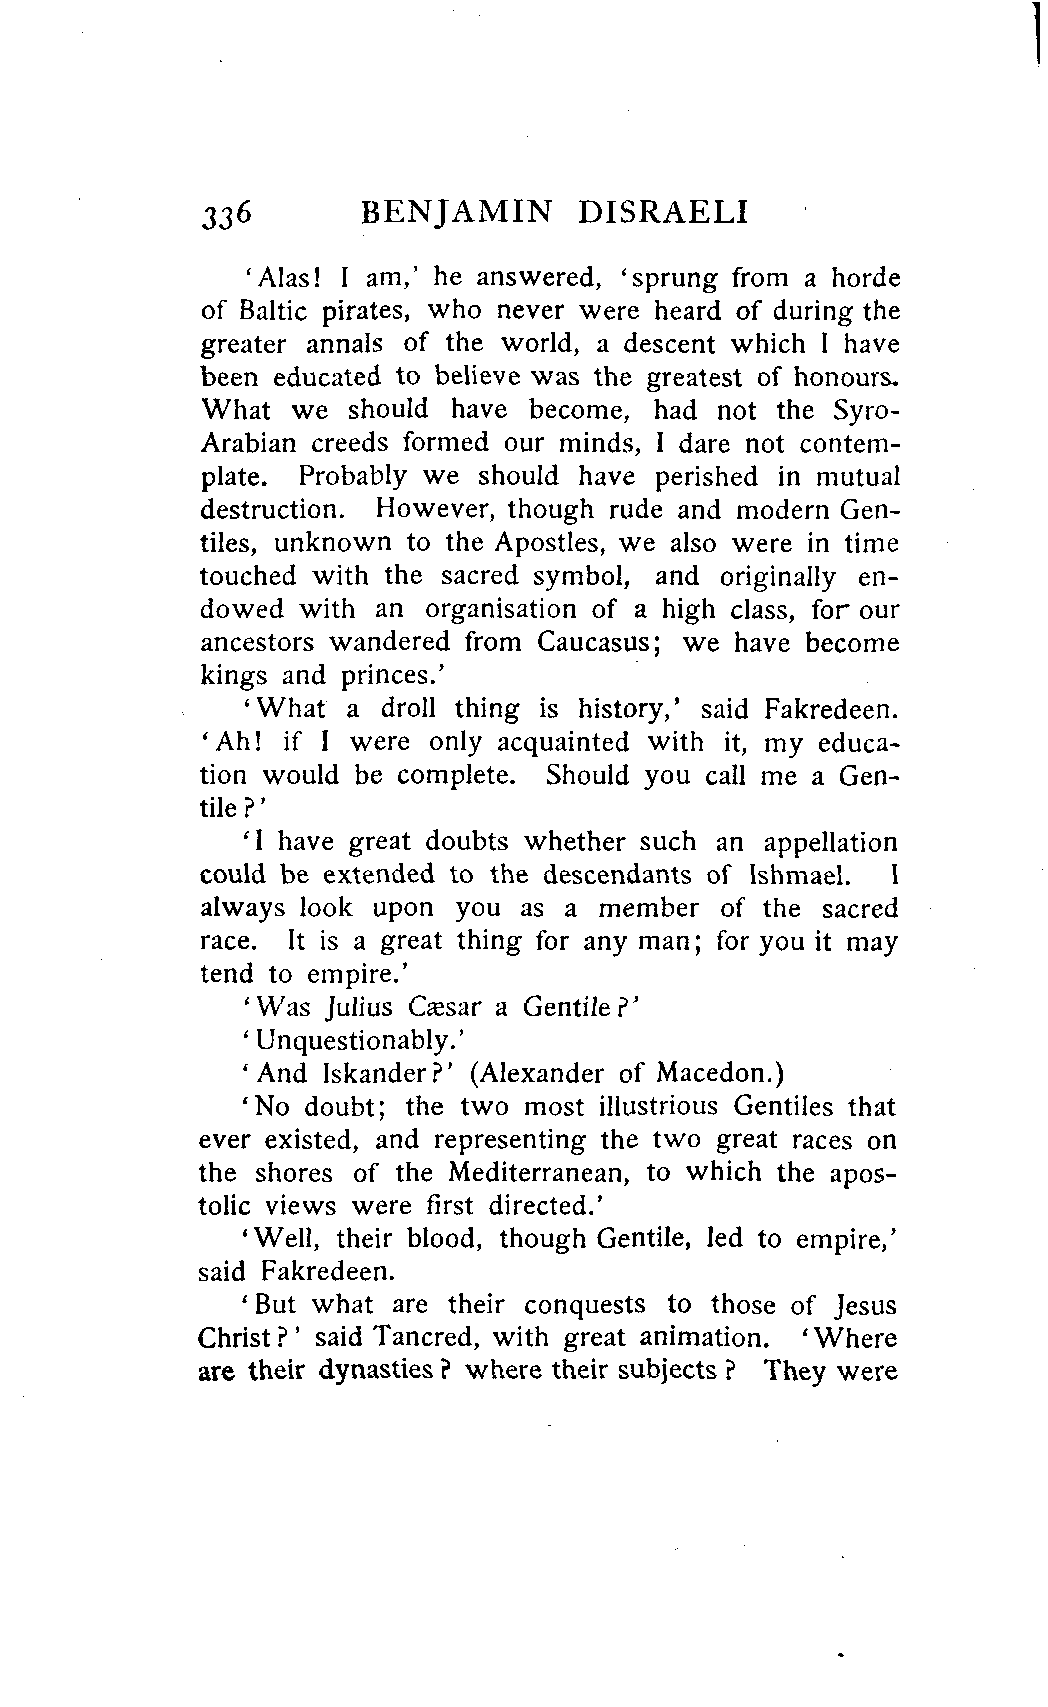 336 BENJAMIN DISRAELI
‘Alas! I am,’ he answered, ‘sprung from a horde
of Baltic pirates, who never were heard of during the
greater annals of the world, a descent which I have
been educated to believe was the greatest of honours.
What we should have become, had not the Syro-
Arabian creeds formed our minds, I dare not contem-
plate. Probably we should have perished in mutual
destruction. However, though rude and modern Gen-
tiles, unknown to the Apostles, we also were in time
touched with the sacred symbol, and originally en-
dowed with an organisation of a high class, for our
ancestors wandered from Caucasus; we have become
kings and princes.’
‘What a droll thing is history,’ said Fakredeen.
‘Ah! if I were only acquainted with it, my educa-
tion would be complete. Should you call me a Gen-
tile?’
‘I have great doubts whether such an appellation
could be extended to the descendants of Ishmael. I
always look upon you as a member of the sacred
race. It is a great thing for any man; for you it may
tend to empire.’
‘Was Julius Cæsar a Gentile?’
‘Unquestionably.’
‘And Iskander?’ (Alexander of Macedon.)
‘No doubt; the two most illustrious Gentiles that
ever existed, and representing the two great races on
the shores of the Mediterranean, to which the apos-
tolic views were first directed.’
‘Well, their blood, though Gentile, led to empire,’
said Fakredeen.
‘But what are their conquests to those of Jesus
Christ?’ said Tancred, with great animation. ‘Where
are their dynasties? where their subjects? They were